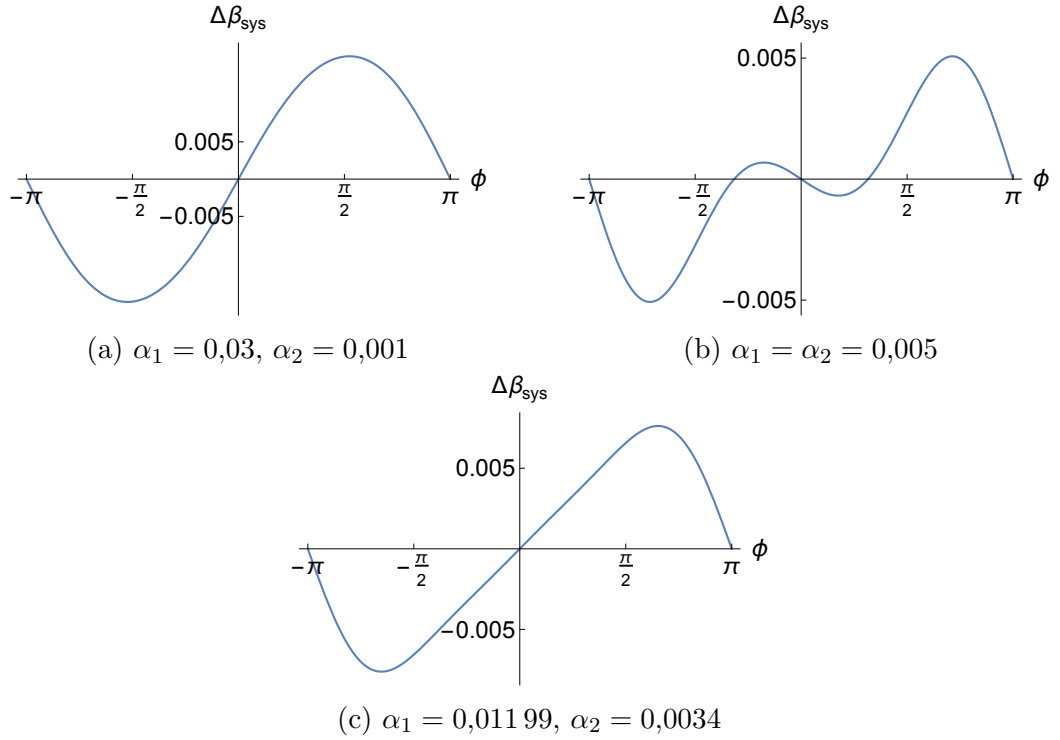 Δβsys
0.005
ϕ
−π −π/2 π/2 π
−0.005
(a) α1 = 0,03, α2 = 0,001
Δβsys
0.005
ϕ
−π −π/2 π/2 π
−0.005
(b) α1 = α2 = 0,005
Δβsys
0.005
ϕ
−π −π/2 π/2 π
−0.005
(c) α1 = 0,011 99, α2 = 0,0034